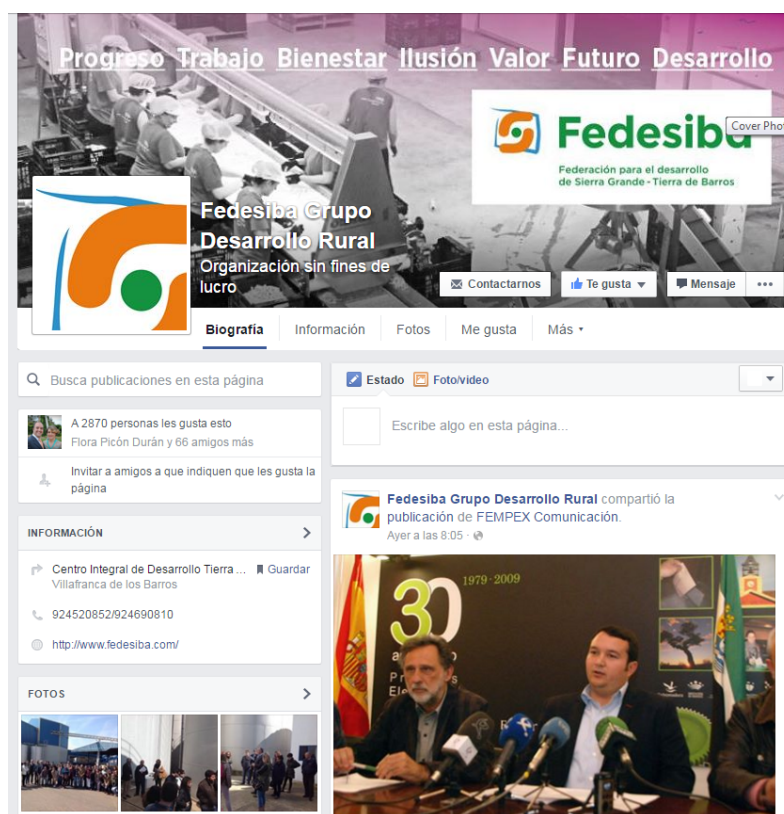 Progreso Trabajo Bienestar Ilusión Valor Futuro Desarrollo
Fedesiba
Cover Pho
Federación para el desarrollo
de Sierra Grande - Tierra de Barros
Fedesiba Grupo
Desarrollo Rural
Organización sin fines de
lucro
Contactarnos
Te gusta
Mensaje
Biografía
Información
Fotos
Me gusta
Más
Busca publicaciones en esta página
A 2870 personas les gusta esto
Flora Picón Durán y 66 amigos más
Invitar a amigos a que indiquen que les gusta la
página
INFORMACIÓN
Centro Integral de Desarrollo Tierra ...
Guardar
Villafranca de los Barros
924520852/924690810
http://www.fedesiba.com/
FOTOS
Estado
Foto/video
Escribe algo en esta página...
Fedesiba Grupo Desarrollo Rural compartió la
publicación de FEMPEX Comunicación.
Ayer a las 8:05
1979-2009
30